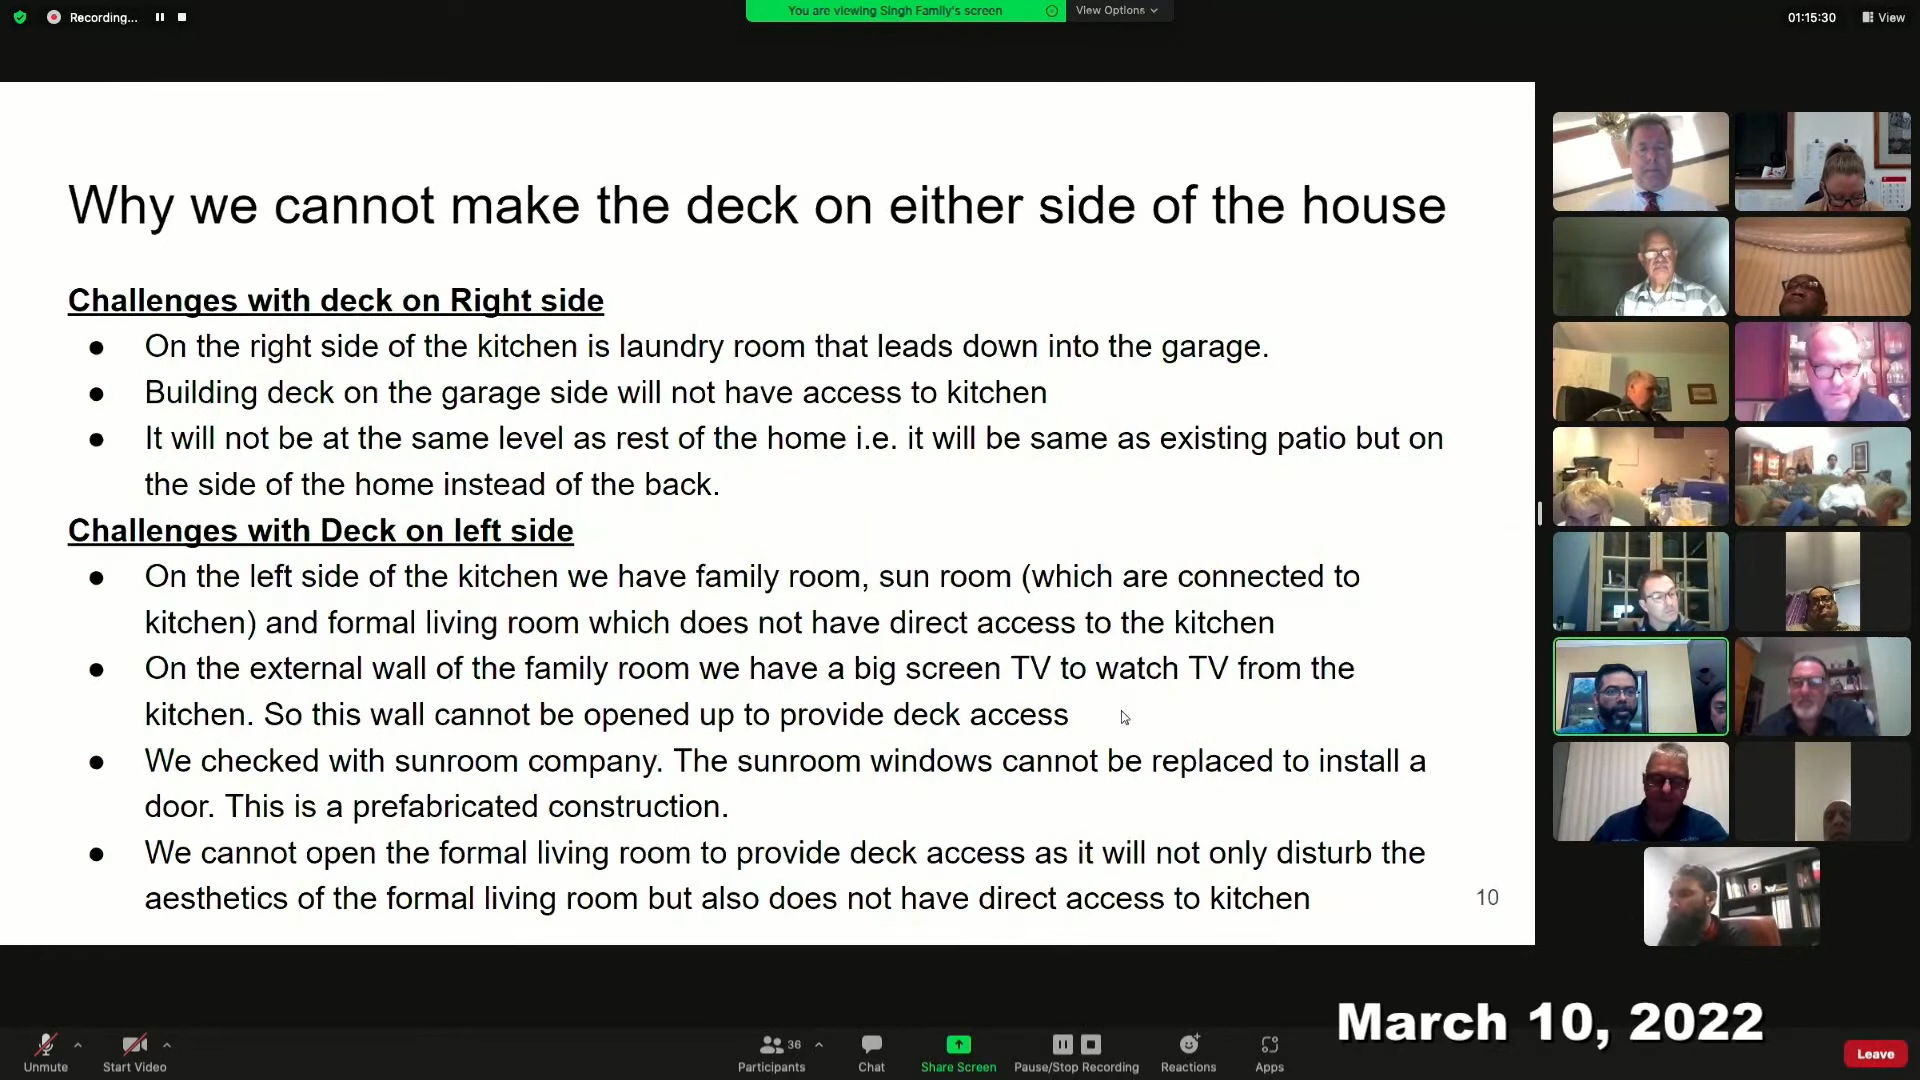 Recording...
You are viewing Singh Family's screen
View Options
01:15:30
View
Why we cannot make the deck on either side of the house
Challenges with deck on Right side
● On the right side of the kitchen is laundry room that leads down into the garage.
● Building deck on the garage side will not have access to kitchen
● It will not be at the same level as rest of the home i.e. it will be same as existing patio but on
the side of the home instead of the back.
Challenges with Deck on left side
● On the left side of the kitchen we have family room, sun room (which are connected to
kitchen) and formal living room which does not have direct access to the kitchen
● On the external wall of the family room we have a big screen TV to watch TV from the
kitchen. So this wall cannot be opened up to provide deck access
● We checked with sunroom company. The sunroom windows cannot be replaced to install a
door. This is a prefabricated construction.
● We cannot open the formal living room to provide deck access as it will not only disturb the
aesthetics of the formal living room but also does not have direct access to kitchen
10
March 10, 2022
Unmute
Start Video
36
Participants
Chat
Share Screen
Pause/Stop Recording
Reactions
Apps
Leave